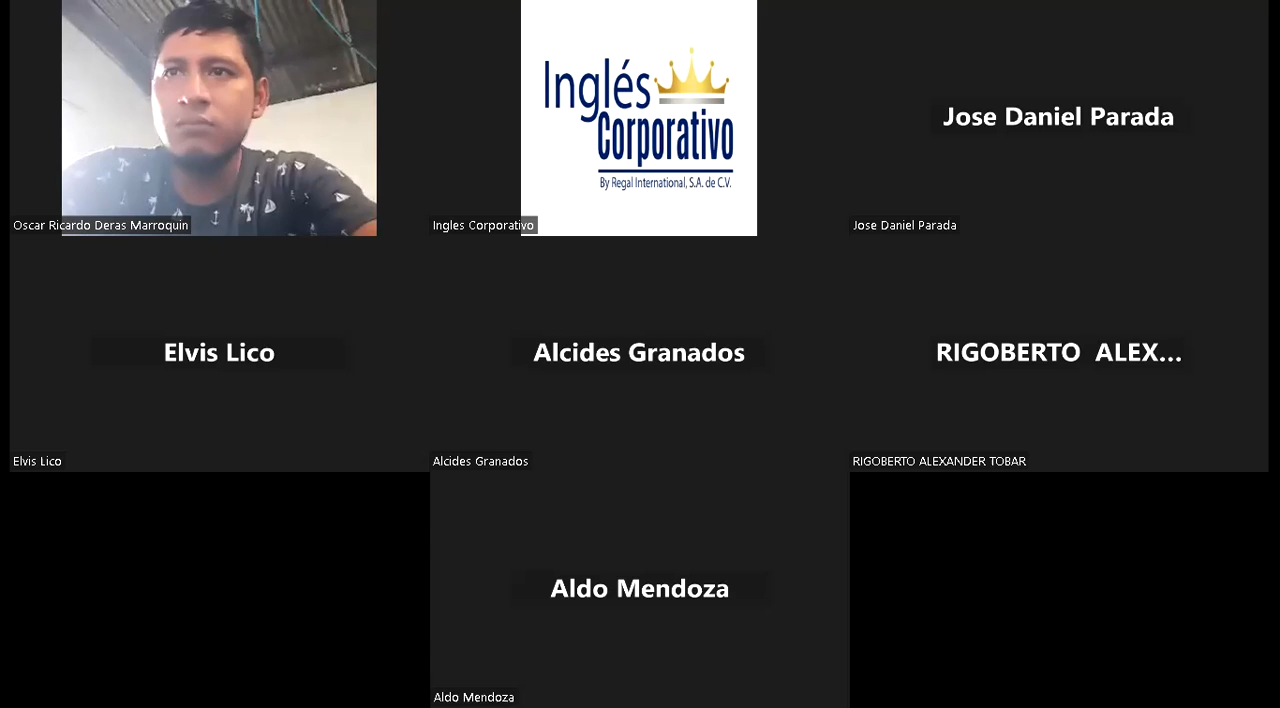 Oscar Ricardo Deras Marroquin
Inglés
Corporativo
By Regal International, S.A. de C.V.
Ingles Corporativo
Jose Daniel Parada
Jose Daniel Parada
Elvis Lico
Elvis Lico
Alcides Granados
Alcides Granados
RIGOBERTO ALEX...
RIGOBERTO ALEXANDER TOBAR
Aldo Mendoza
Aldo Mendoza